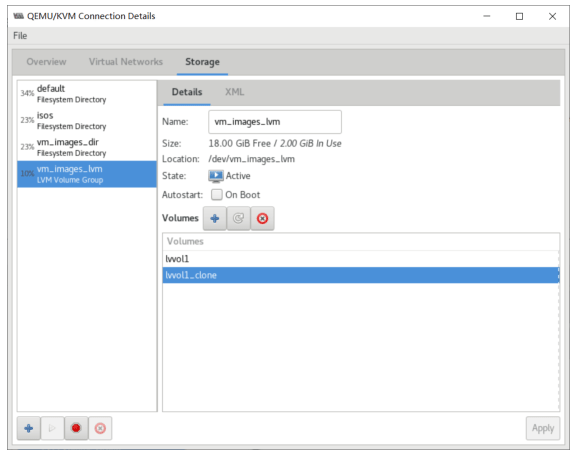 QEMU/KVM Connection Details
File
Overview Virtual Networks Storage
34% default
Filesystem Directory
23% isos
Filesystem Directory
23% vm_images_dir
Filesystem Directory
10% vm_images_lvm
LVM Volume Group
Details XML
Name: vm_images_lvm
Size: 18.00 GiB Free / 2.00 GiB In Use
Location: /dev/vm_images_lvm
State: Active
Autostart: On Boot
Volumes
Volumes
lvvol1
lvvol1_clone
Apply